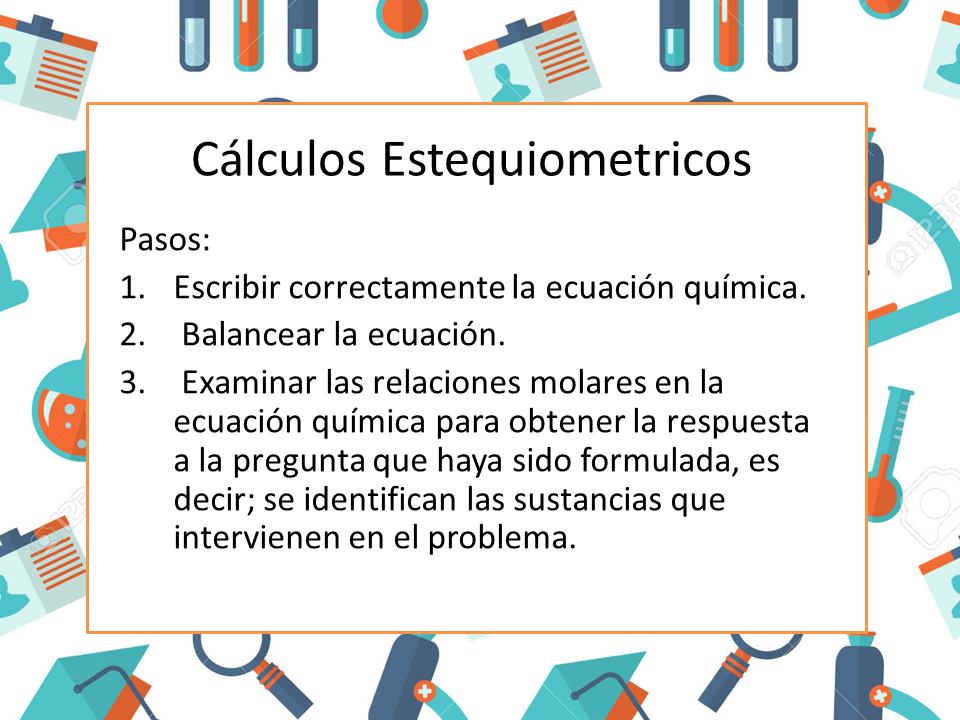 Cálculos Estequiometricos
Pasos:
1. Escribir correctamente la ecuación química.
2. Balancear la ecuación.
3. Examinar las relaciones molares en la
ecuación química para obtener la respuesta
a la pregunta que haya sido formulada, es
decir; se identifican las sustancias que
intervienen en el problema.